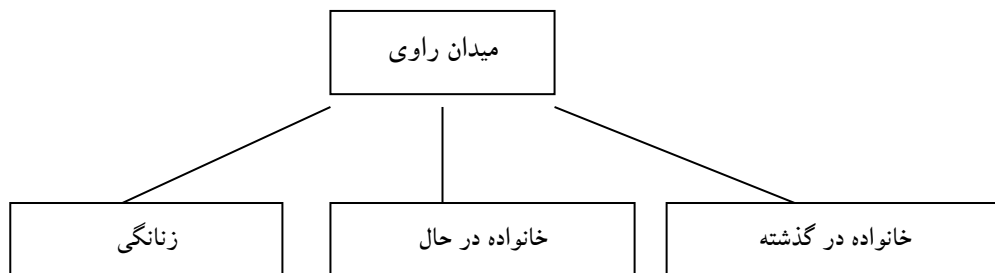 میدان راوی
خانواده در گذشته
خانواده در حال
زنانگی